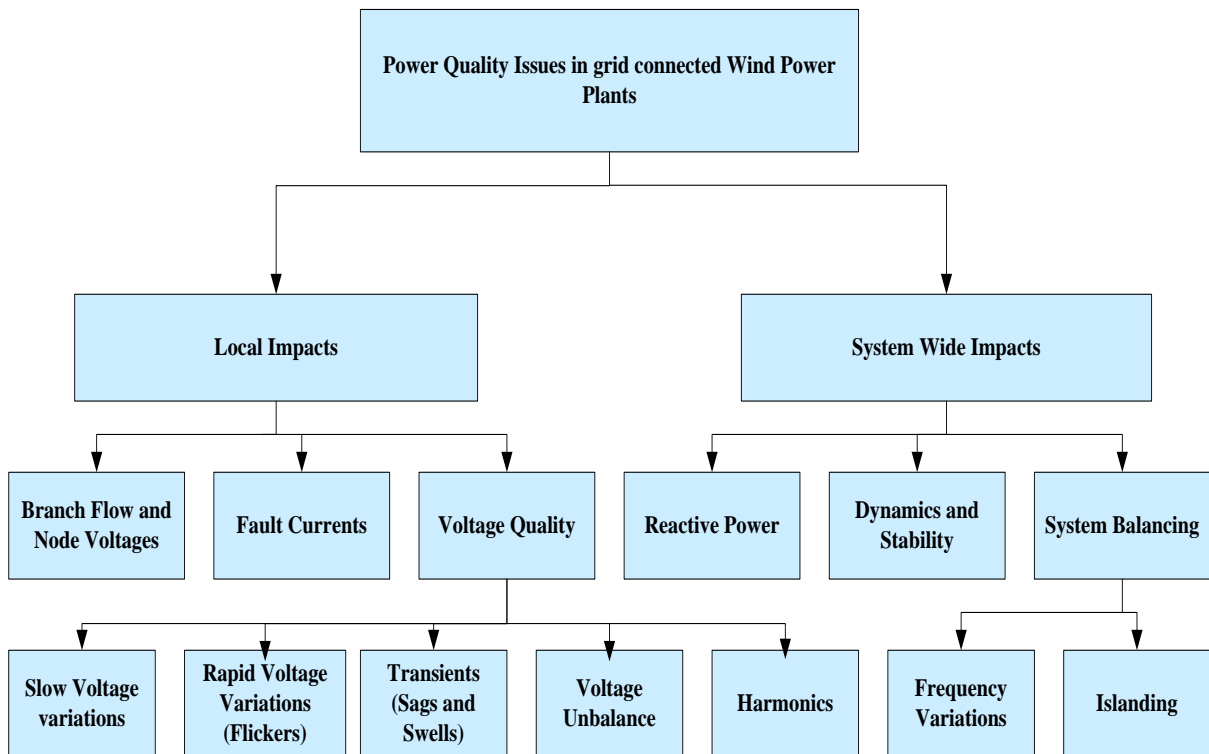 Power Quality Issues in grid connected Wind Power
Plants
Local Impacts
System Wide Impacts
Branch Flow and
Node Voltages
Fault Currents
Voltage Quality
Reactive Power
Dynamics and
Stability
System Balancing
Slow Voltage
variations
Rapid Voltage
Variations
(Flickers)
Transients
(Sags and
Swells)
Voltage
Unbalance
Harmonics
Frequency
Variations
Islanding